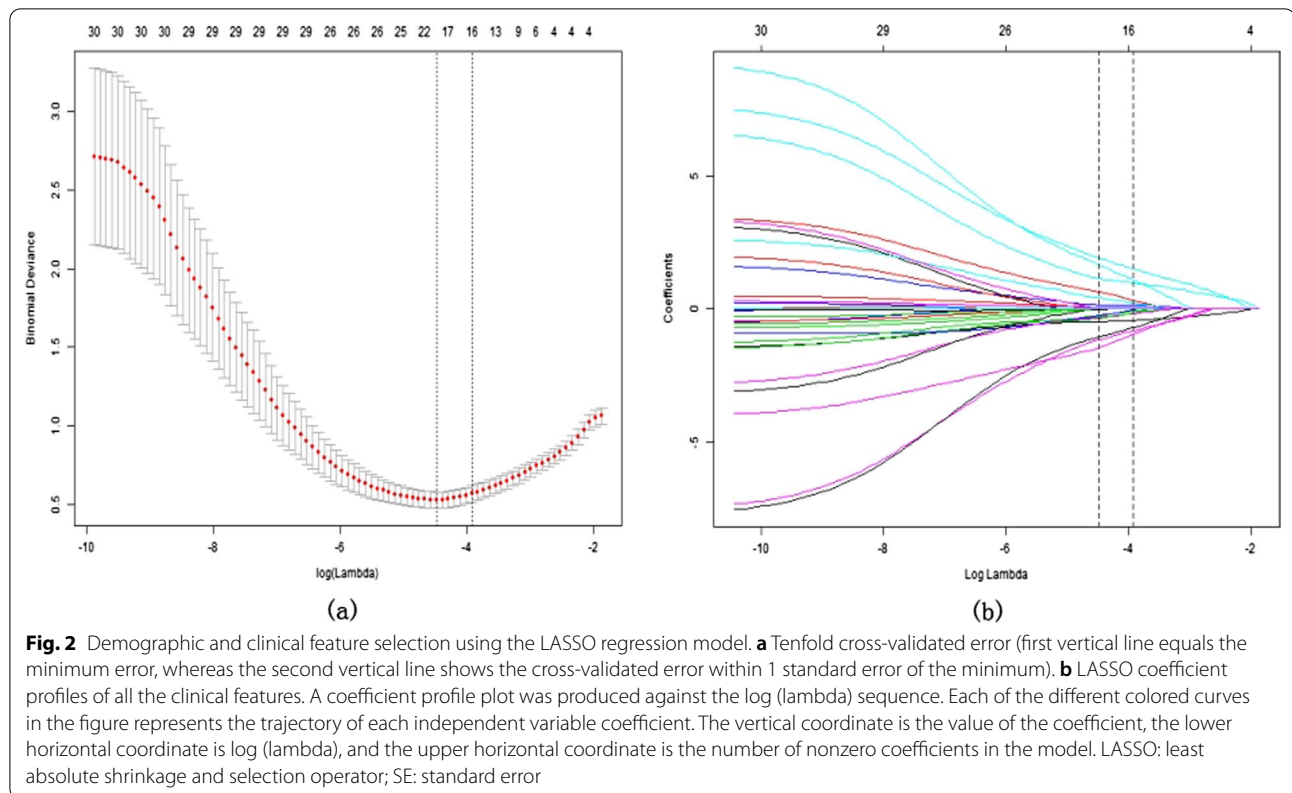 30 30 30 30 29 29 29 29 29 29 26 26 26 25 22 17 16 13 9 6 4 4 4
Binomial Deviance
3.0
2.5
2.0
1.5
1.0
0.5
-10 -8 -6 -4 -2
log(Lambda)
(a)
30 29 26 16 4
Coefficients
5
0
-5
-10 -8 -6 -4 -2
Log Lambda
(b)
Fig. 2 Demographic and clinical feature selection using the LASSO regression model. a Tenfold cross-validated error (first vertical line equals the
minimum error, whereas the second vertical line shows the cross-validated error within 1 standard error of the minimum). b LASSO coefficient
profiles of all the clinical features. A coefficient profile plot was produced against the log (lambda) sequence. Each of the different colored curves
in the figure represents the trajectory of each independent variable coefficient. The vertical coordinate is the value of the coefficient, the lower
horizontal coordinate is log (lambda), and the upper horizontal coordinate is the number of nonzero coefficients in the model. LASSO: least
absolute shrinkage and selection operator; SE: standard error